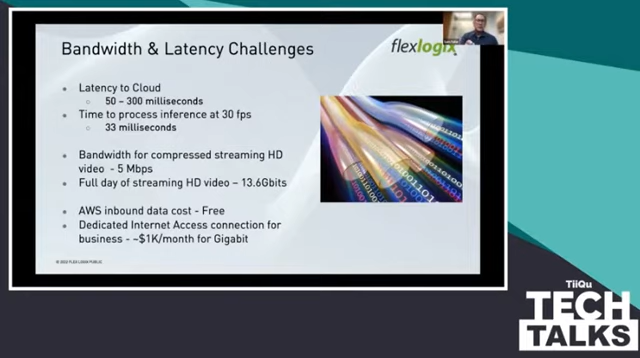 Bandwidth & Latency Challenges
flexlogix
Latency to Cloud
50 – 300 milliseconds
Time to process inference at 30 fps
33 milliseconds
Bandwidth for compressed streaming HD
video - 5 Mbps
Full day of streaming HD video – 13.6Gbits
AWS inbound data cost - Free
Dedicated Internet Access connection for
business - ~$1K/month for Gigabit
TiiQu
TECH
TALKS